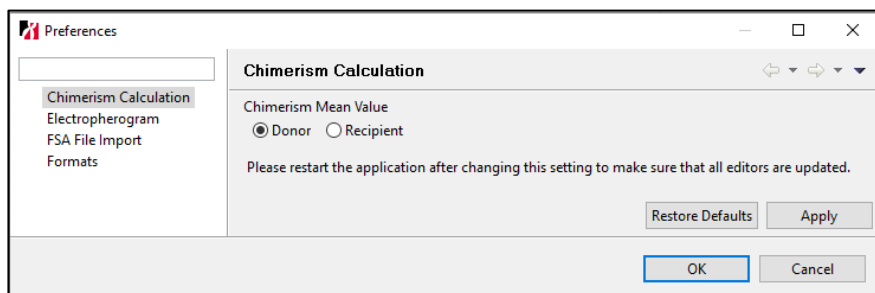 Preferences
Chimerism Calculation
Electropherogram
FSA File Import
Formats
Chimerism Calculation
Chimerism Mean Value
Donor Recipient
Please restart the application after changing this setting to make sure that all editors are updated.
Restore Defaults Apply
OK Cancel